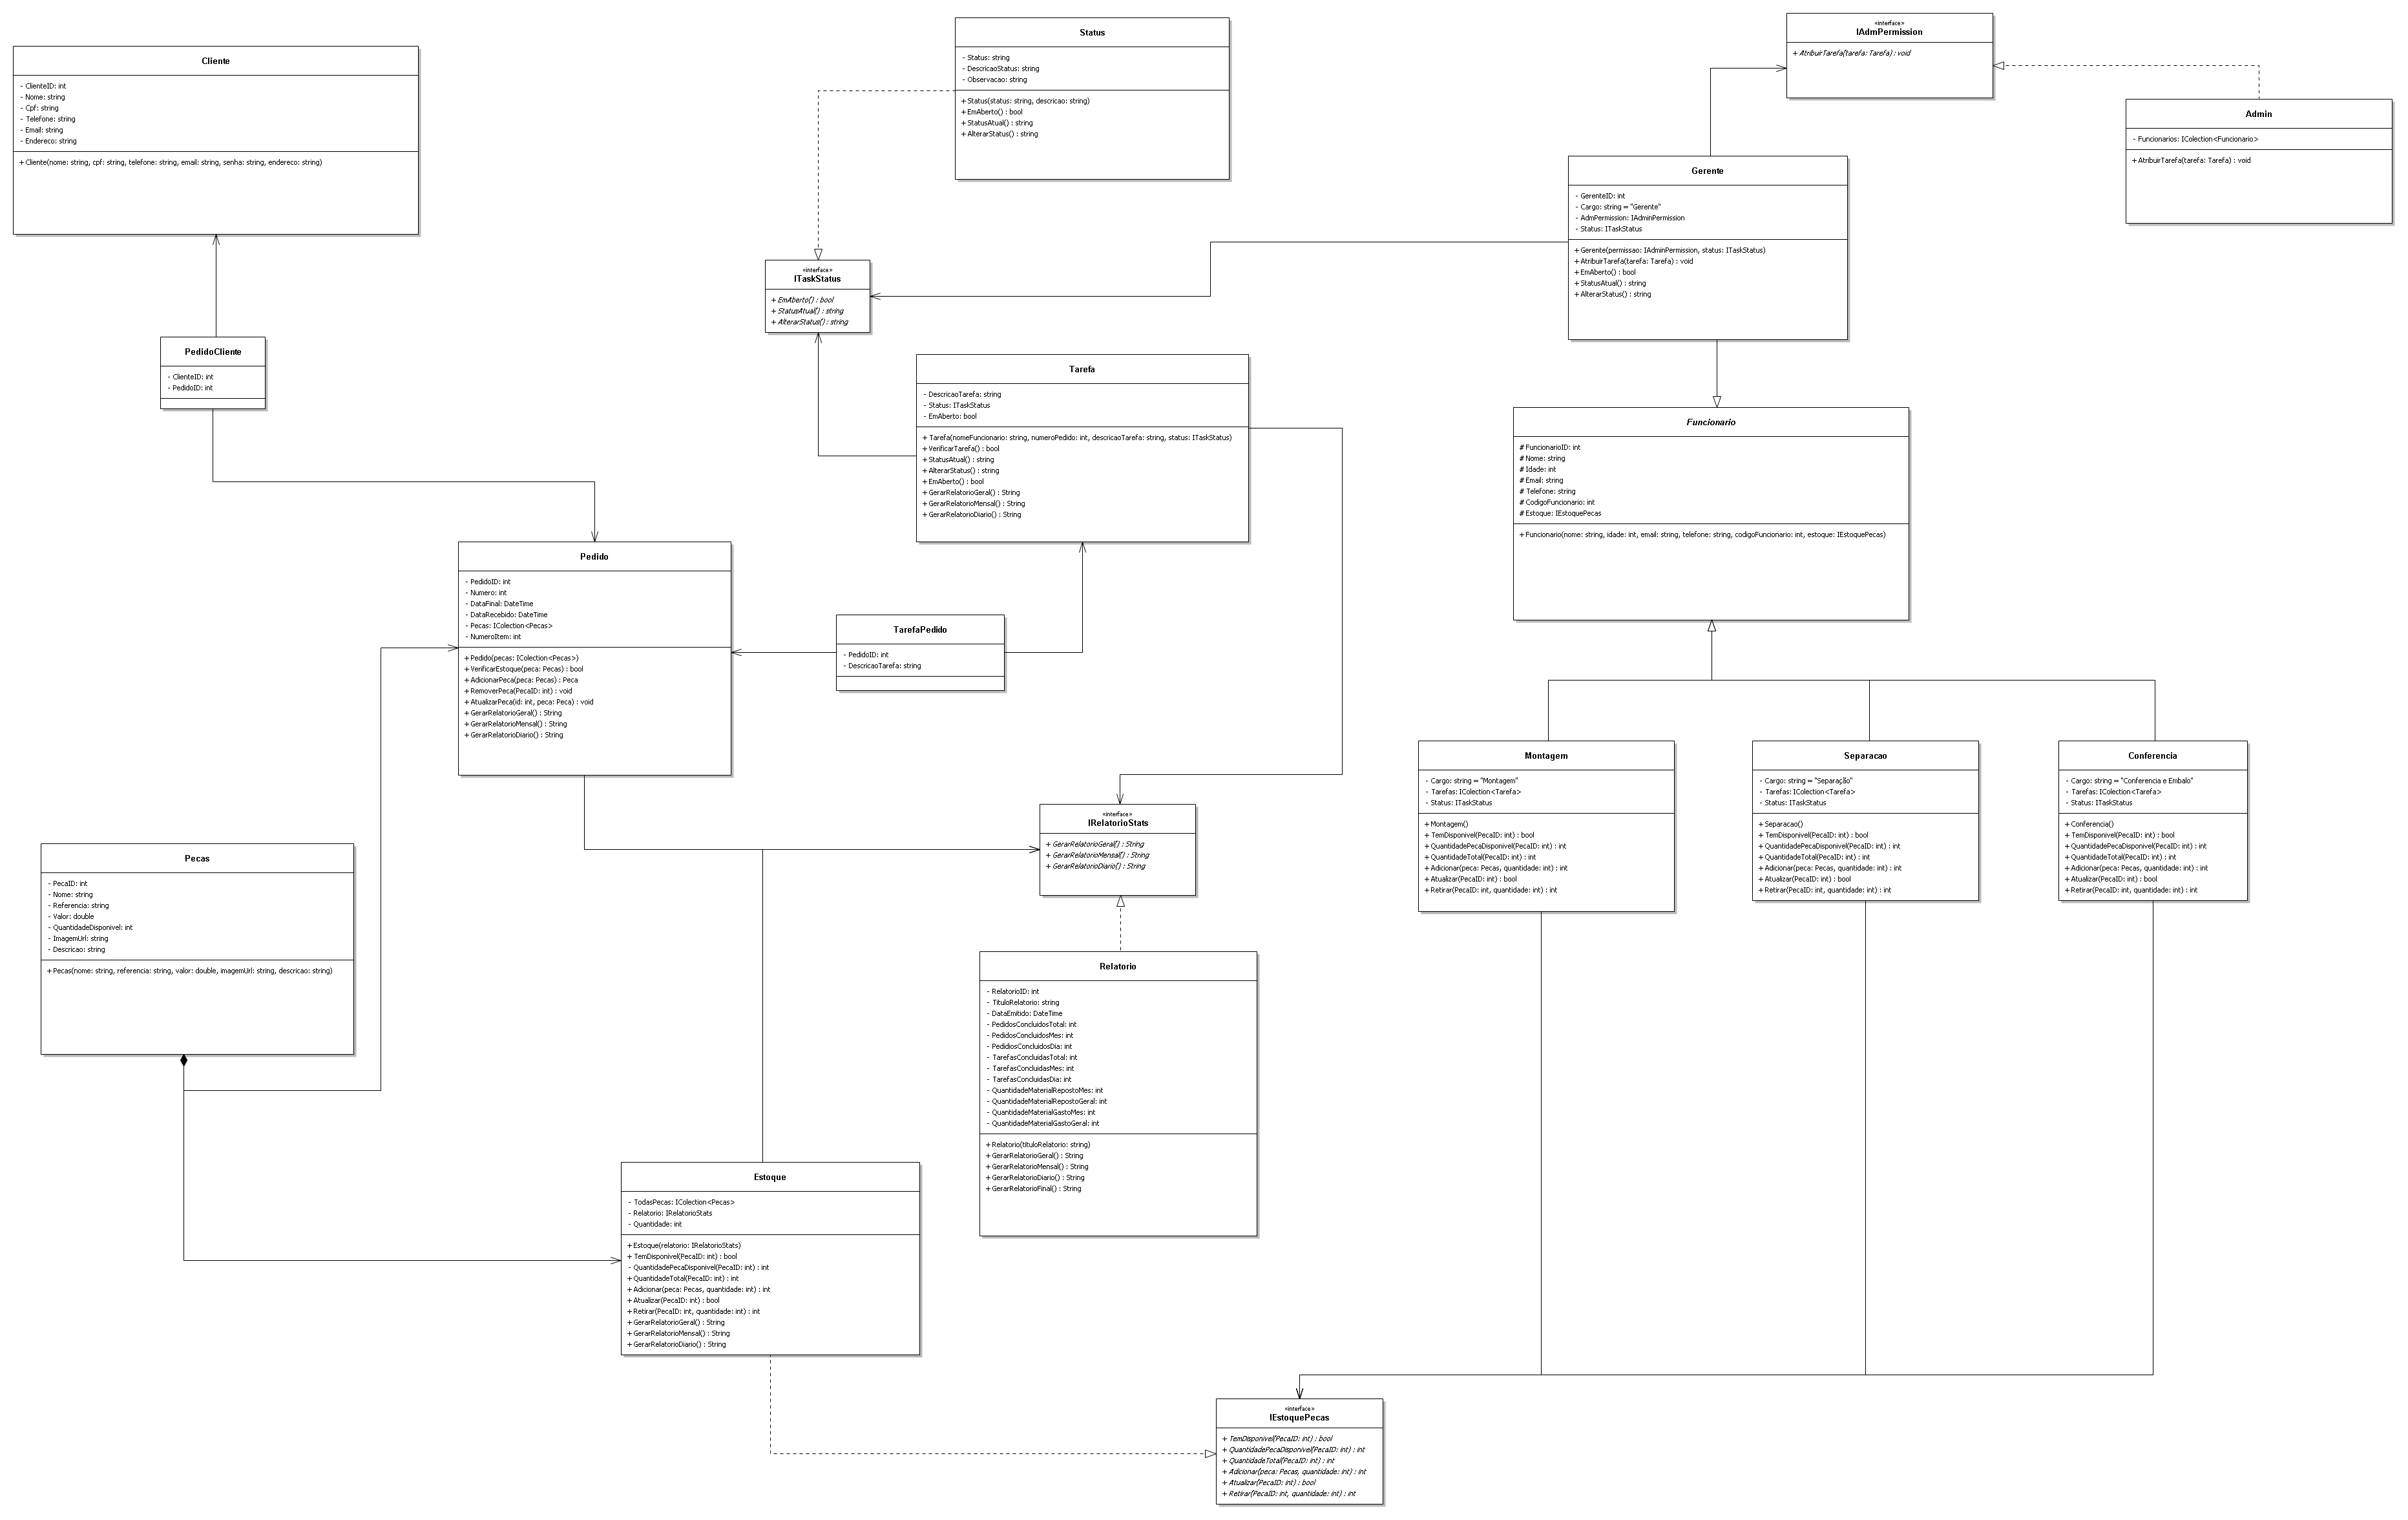 Cliente
- ClienteID: int
- Nome: string
- Cpf: string
- Telefone: string
- Email: string
- Endereco: string
+ Cliente(nome: string, cpf: string, telefone: string, email: string, senha: string, endereco: string)
PedidoCliente
- ClienteID: int
- PedidoID: int
Status
- Status: string
- DescricaoStatus: string
- Observacao: string
+ Status(status: string, descricao: string)
+ EmAberto() : bool
+ StatusAtual() : string
+ AlterarStatus() : string
«interface»
ITaskStatus
+ EmAberto() : bool
+ StatusAtual() : string
+ AlterarStatus() : string
«interface»
IAdmPermission
+ AtribuirTarefa(tarefa: Tarefa) : void
Admin
- Funcionarios: IColection<Funcionario>
+ AtribuirTarefa(tarefa: Tarefa) : void
Gerente
- GerenteID: int
- Cargo: string = "Gerente"
- AdmPermission: IAdminPermission
- Status: ITaskStatus
+ Gerente(permissao: IAdminPermission, status: ITaskStatus)
+ AtribuirTarefa(tarefa: Tarefa) : void
+ EmAberto() : bool
+ StatusAtual() : string
+ AlterarStatus() : string
Tarefa
- DescricaoTarefa: string
- Status: ITaskStatus
- EmAberto: bool
+ Tarefa(nomeFuncionario: string, numeroPedido: int, descricaoTarefa: string, status: ITaskStatus)
+ VerificarTarefa() : bool
+ StatusAtual() : string
+ AlterarStatus() : string
+ EmAberto() : bool
+ GerarRelatorioGeral() : String
+ GerarRelatorioMensal() : String
+ GerarRelatorioDiario() : String
Funcionario
# FuncionarioID: int
# Nome: string
# Idade: int
# Email: string
# Telefone: string
# CodigoFuncionario: int
# Estoque: IEstoquePecas
+ Funcionario(nome: string, idade: int, email: string, telefone: string, codigoFuncionario: int, estoque: IEstoquePecas)
Pedido
- PedidoID: int
- Numero: int
- DataFinal: DateTime
- DataRecebido: DateTime
- Pecas: IColection<Pecas>
- NumeroItem: int
+ Pedido(pecas: IColection<Pecas>)
+ VerificarEstoque(peca: Pecas) : bool
+ AdicionarPeca(peca: Pecas) : Peca
+ RemoverPeca(PecaID: int) : void
+ AtualizarPeca(id: int, peca: Peca) : void
+ GerarRelatorioGeral() : String
+ GerarRelatorioMensal() : String
+ GerarRelatorioDiario() : String
TarefaPedido
- PedidoID: int
- DescricaoTarefa: string
Montagem
- Cargo: string = "Montagem"
- Tarefas: IColection<Tarefa>
- Status: ITaskStatus
+ Montagem()
+ TemDisponivel(PecaID: int) : bool
+ QuantidadePecaDisponivel(PecaID: int) : int
+ QuantidadeTotal(PecaID: int) : int
+ Adicionar(peca: Pecas, quantidade: int) : int
+ Atualizar(PecaID: int) : bool
+ Retirar(PecaID: int, quantidade: int) : int
Separacao
- Cargo: string = "Separação"
- Tarefas: IColection<Tarefa>
- Status: ITaskStatus
+ Separacao()
+ TemDisponivel(PecaID: int) : bool
+ QuantidadePecaDisponivel(PecaID: int) : int
+ QuantidadeTotal(PecaID: int) : int
+ Adicionar(peca: Pecas, quantidade: int) : int
+ Atualizar(PecaID: int) : bool
+ Retirar(PecaID: int, quantidade: int) : int
Conferencia
- Cargo: string = "Conferencia e Embalo"
- Tarefas: IColection<Tarefa>
- Status: ITaskStatus
+ Conferencia()
+ TemDisponivel(PecaID: int) : bool
+ QuantidadePecaDisponivel(PecaID: int) : int
+ QuantidadeTotal(PecaID: int) : int
+ Adicionar(peca: Pecas, quantidade: int) : int
+ Atualizar(PecaID: int) : bool
+ Retirar(PecaID: int, quantidade: int) : int
«interface»
IRelatorioStats
+ GerarRelatorioGeral() : String
+ GerarRelatorioMensal() : String
+ GerarRelatorioDiario() : String
Pecas
- PecaID: int
- Nome: string
- Referencia: string
- Valor: double
- QuantidadeDisponivel: int
- ImagemUrl: string
- Descricao: string
+ Pecas(nome: string, referencia: string, valor: double, imagemUrl: string, descricao: string)
Relatorio
- RelatorioID: int
- TituloRelatorio: string
- DataEmitido: DateTime
- PedidosConcluidosTotal: int
- PedidosConcluidosMes: int
- PedidiosConcluidosDia: int
- TarefasConcluidasTotal: int
- TarefasConcluidasMes: int
- TarefasConcluidasDia: int
- QuantidadeMaterialRepostoMes: int
- QuantidadeMaterialRepostoGeral: int
- QuantidadeMaterialGastoMes: int
- QuantidadeMaterialGastoGeral: int
+ Relatorio(tituloRelatorio: string)
+ GerarRelatorioGeral() : String
+ GerarRelatorioMensal() : String
+ GerarRelatorioDiario() : String
+ GerarRelatorioFinal() : String
Estoque
- TodasPecas: IColection<Pecas>
- Relatorio: IRelatorioStats
- Quantidade: int
+ Estoque(relatorio: IRelatorioStats)
+ TemDisponivel(PecaID: int) : bool
- QuantidadePecaDisponivel(PecaID: int) : int
+ QuantidadeTotal(PecaID: int) : int
+ Adicionar(peca: Pecas, quantidade: int) : int
+ Atualizar(PecaID: int) : bool
+ Retirar(PecaID: int, quantidade: int) : int
+ GerarRelatorioGeral() : String
+ GerarRelatorioMensal() : String
+ GerarRelatorioDiario() : String
«interface»
IEstoquePecas
+ TemDisponivel(PecaID: int) : bool
+ QuantidadePecaDisponivel(PecaID: int) : int
+ QuantidadeTotal(PecaID: int) : int
+ Adicionar(peca: Pecas, quantidade: int) : int
+ Atualizar(PecaID: int) : bool
+ Retirar(PecaID: int, quantidade: int) : int